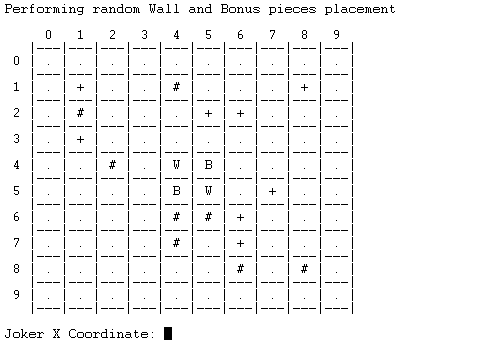 Performing random Wall and Bonus pieces placement
0 1 2 3 4 5 6 7 8 9
0 | . | . | . | . | . | . | . | . | . | . |
1 | . | + | . | . | # | . | . | . | + | . |
2 | . | # | . | . | . | + | + | . | . | . |
3 | . | + | . | . | . | . | . | . | . | . |
4 | . | . | # | . | W | B | . | . | . | . |
5 | . | . | . | . | B | W | . | + | . | . |
6 | . | . | . | . | # | # | + | . | . | . |
7 | . | . | . | . | # | . | + | . | . | . |
8 | . | . | . | . | . | . | # | . | # | . |
9 | . | . | . | . | . | . | . | . | . | . |
Joker X Coordinate: